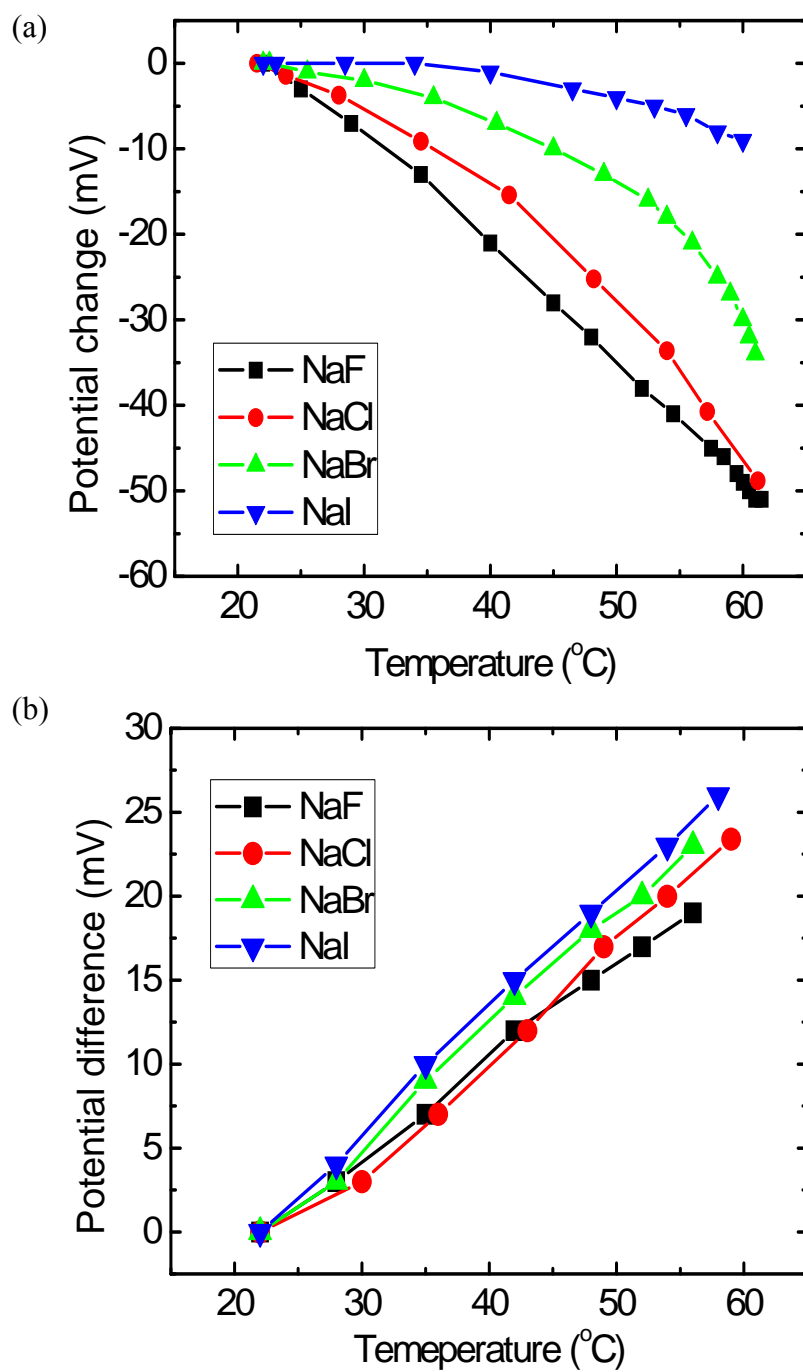 (a)
0
-10
-20
-30
-40
-50
-60
Potential change (mV)
NaF
NaCl
NaBr
NaI
20 30 40 50 60
Temperature (°C)
(b)
30
25
20
15
10
5
0
Potential difference (mV)
NaF
NaCl
NaBr
NaI
20 30 40 50 60
Temeperature (°C)